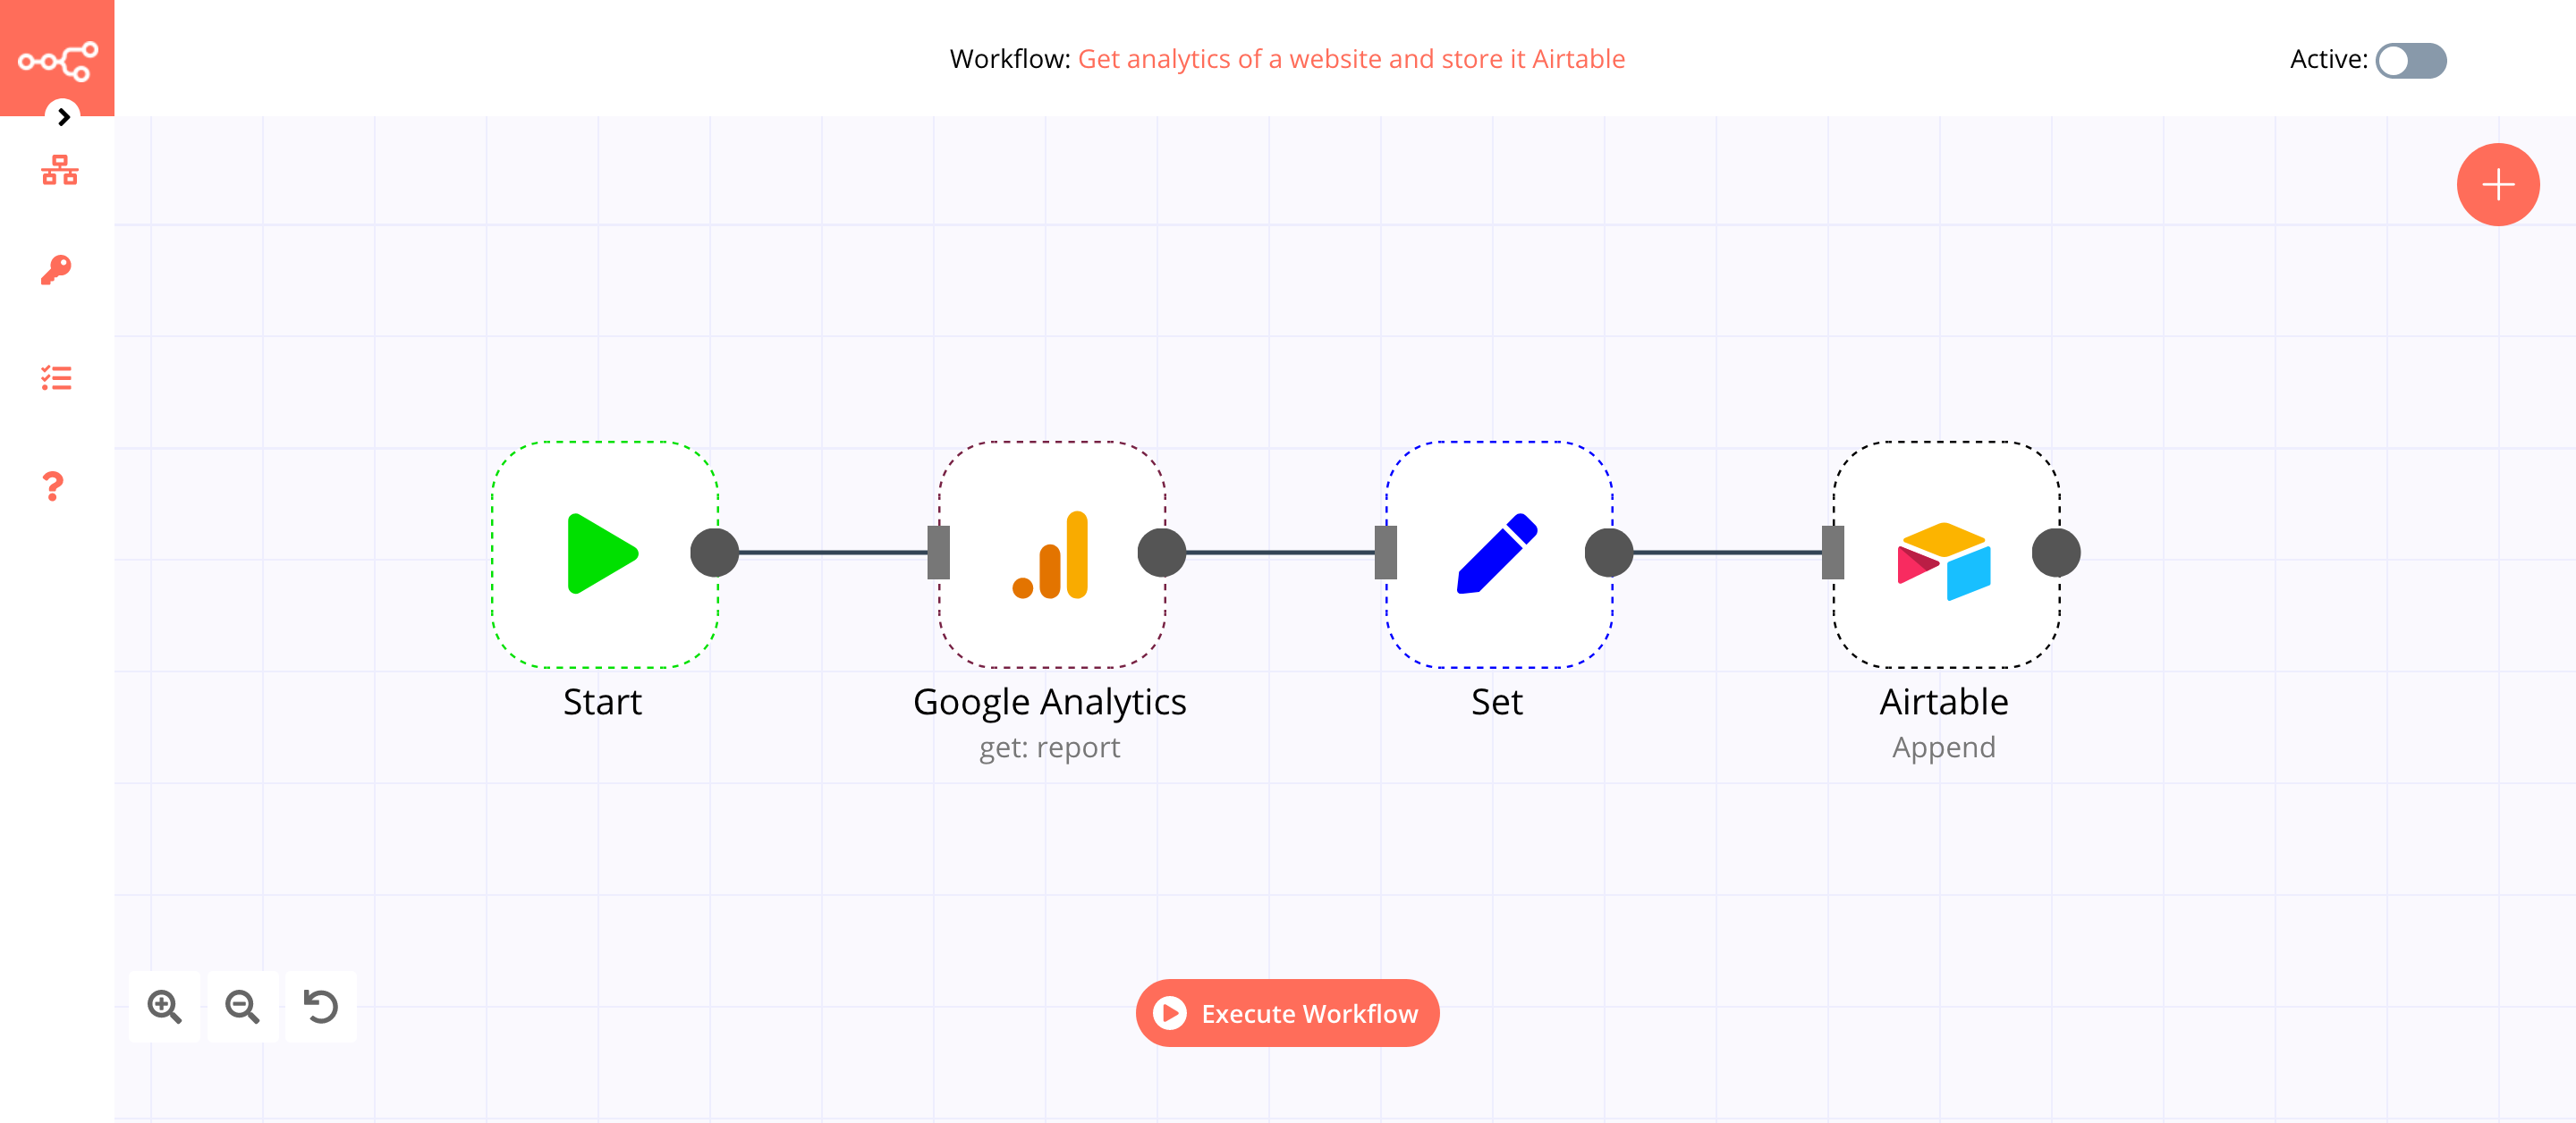 Workflow: Get analytics of a website and store it Airtable
Active:
Start
Google Analytics
get: report
Set
Airtable
Append
Execute Workflow